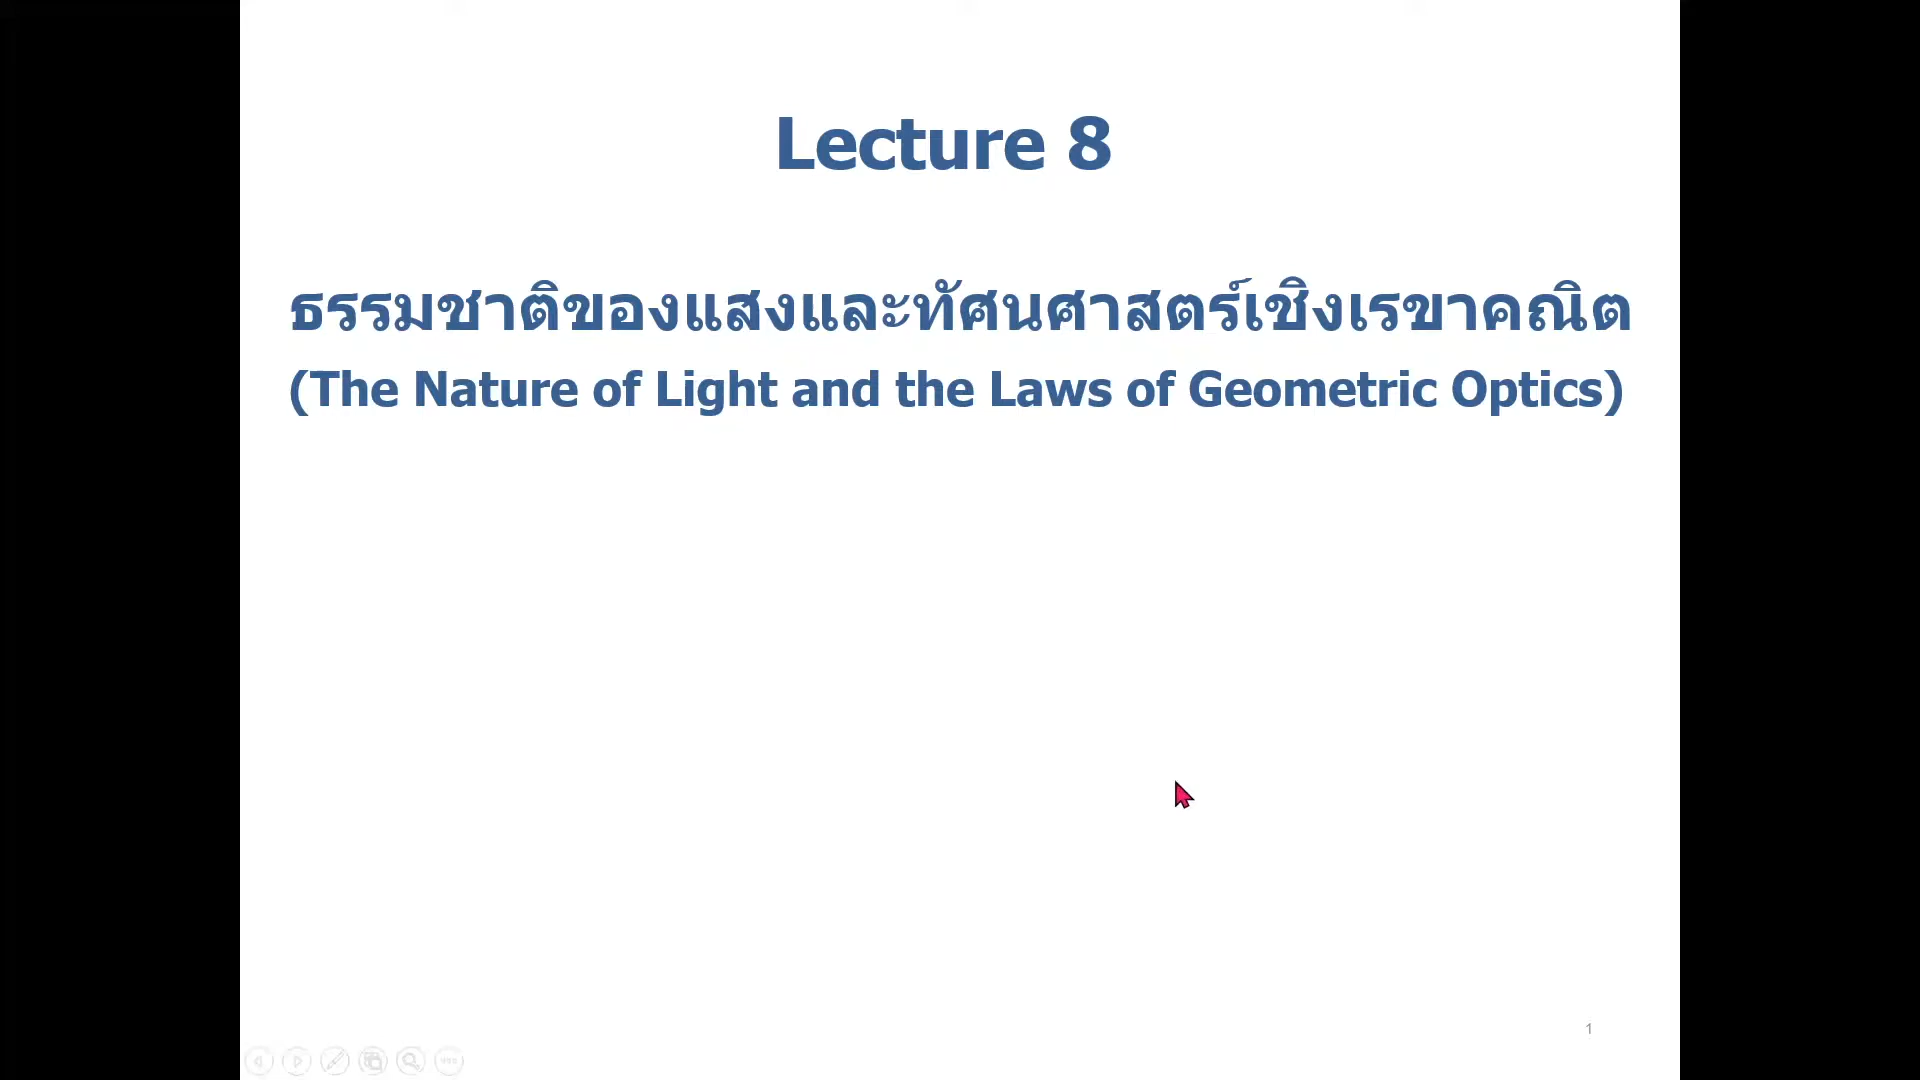 Lecture 8
ธรรมชาติของแสงและทัศนศาสตร์เชิงเรขาคณิต
(The Nature of Light and the Laws of Geometric Optics)
1